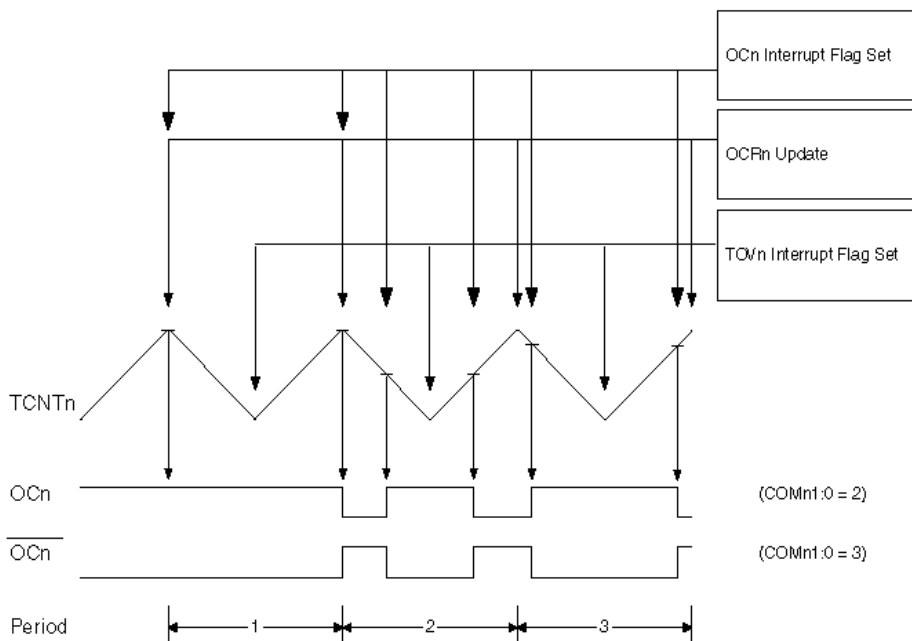 OCn Interrupt Flag Set
OCRn Update
TOVn Interrupt Flag Set
TCNTn
OCn (COMn1:0 = 2)
OCn (COMn1:0 = 3)
Period 1 2 3